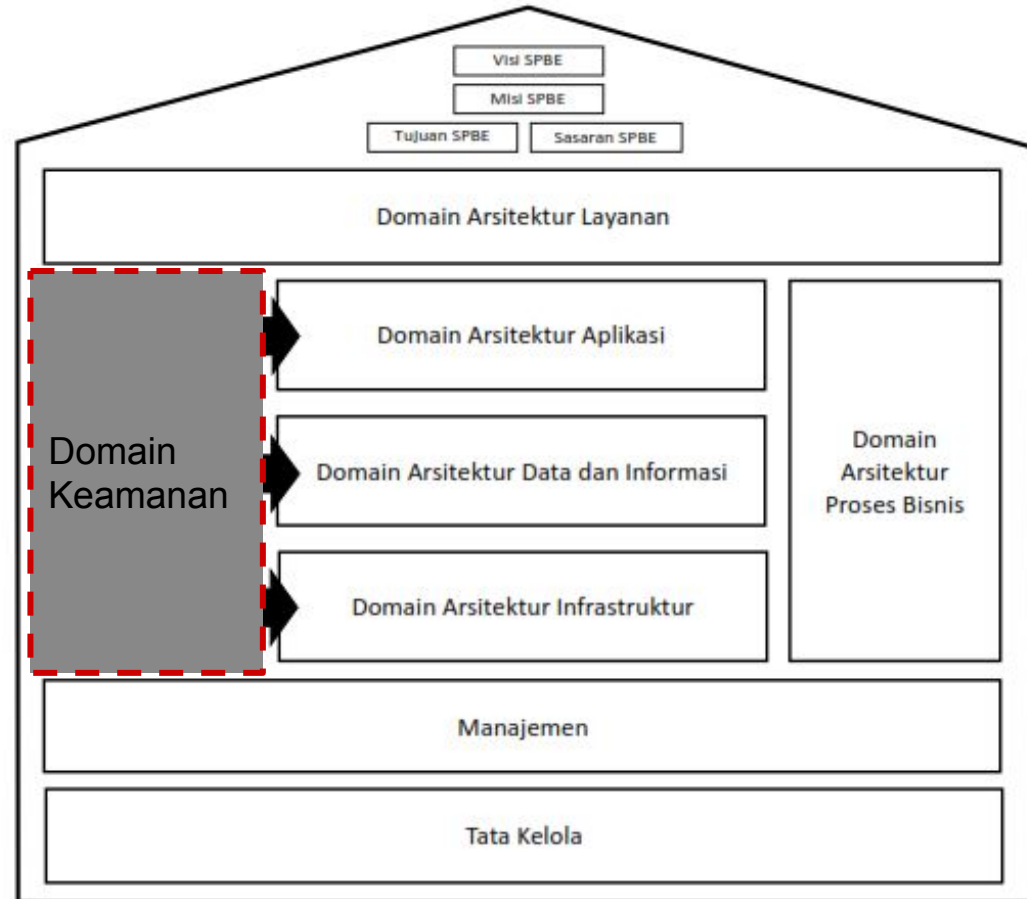 Visi SPBE
Misi SPBE
Tujuan SPBE
Sasaran SPBE
Domain Arsitektur Layanan
Domain
Keamanan
Domain Arsitektur Aplikasi
Domain Arsitektur Data dan Informasi
Domain Arsitektur Infrastruktur
Domain
Arsitektur
Proses Bisnis
Manajemen
Tata Kelola